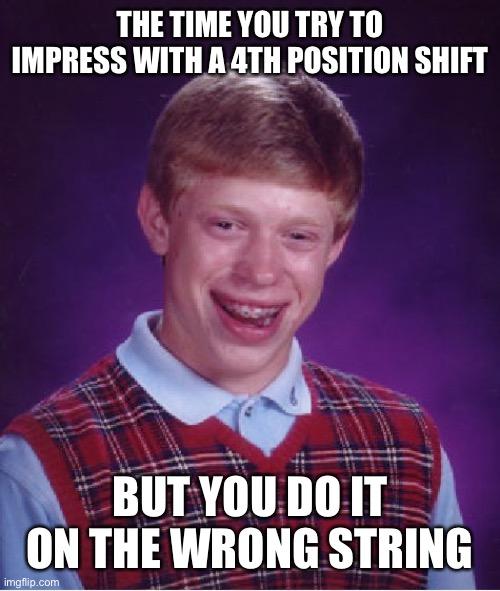 THE TIME YOU TRY TO
IMPRESS WITH A 4TH POSITION SHIFT
BUT YOU DO IT
ON THE WRONG STRING
imgflip.com